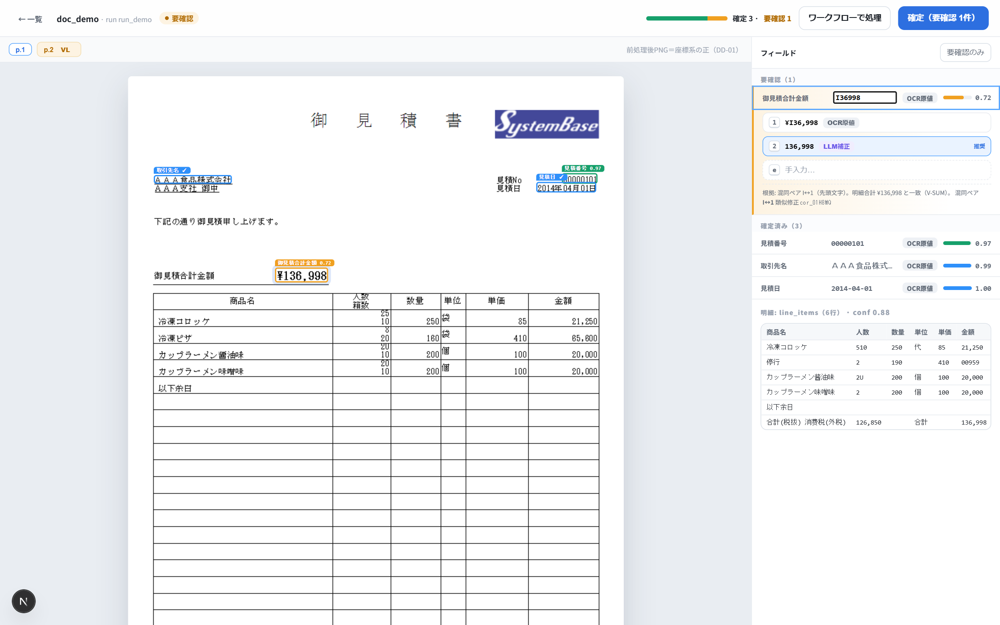 ← 一覧 doc_demo · run run_demo 要確認 確定 3 · 要確認 1 ワークフローで処理 確定（要確認 1件）
p.1 p.2 VL 前処理後PNG＝座標系の正（DD-01）
フィールド 要確認のみ
要確認（1）
御見積合計金額 I36998 OCR原値 0.72
1 ¥I36,998 OCR原値
2 136,998 LLM補正 推奨
e 手入力…
根拠: 混同ペア I↔1（先頭文字）。明細合計 ¥136,998 と一致（V-SUM）。 混同ペア
I↔1 類似修正 cor_01H8MQ
確定済み（3）
見積番号 00000101 OCR原値 0.97
取引先名 ＡＡＡ食品株式… OCR原値 0.99
見積日 2014-04-01 OCR原値 1.00
明細: line_items（6行）・conf 0.88
商品名 人数 数量 単位 単価 金額
冷凍コロッケ 510 250 代 85 21,250
停行 2 190 410 00959
カップラーメン醤油味 2U 200 個 100 20,000
カッブラーメン味噌味 2 200 個 100 20,000
以下余日
合計(税抜) 消費税(外税) 126,850 合計 136,998
御見積書 SystemBase
取引先名 ✓
ＡＡＡ食品株式会社
ＡＡＡ支社 御中
見積番号 0.97
見積No 00000101
見積日 ✓
見積日 2014年04月01日
下記の通り御見積申し上げます。
御見積合計金額 0.72
御見積合計金額 ¥136,998
商品名 人数 箱数 数量 単位 単価 金額
冷凍コロッケ 25 10 250 袋 85 21,250
冷凍ピザ 8 20 160 袋 410 65,600
カップラーメン醤油味 20 10 200 個 100 20,000
カップラーメン味噌味 20 10 200 個 100 20,000
以下余白
N